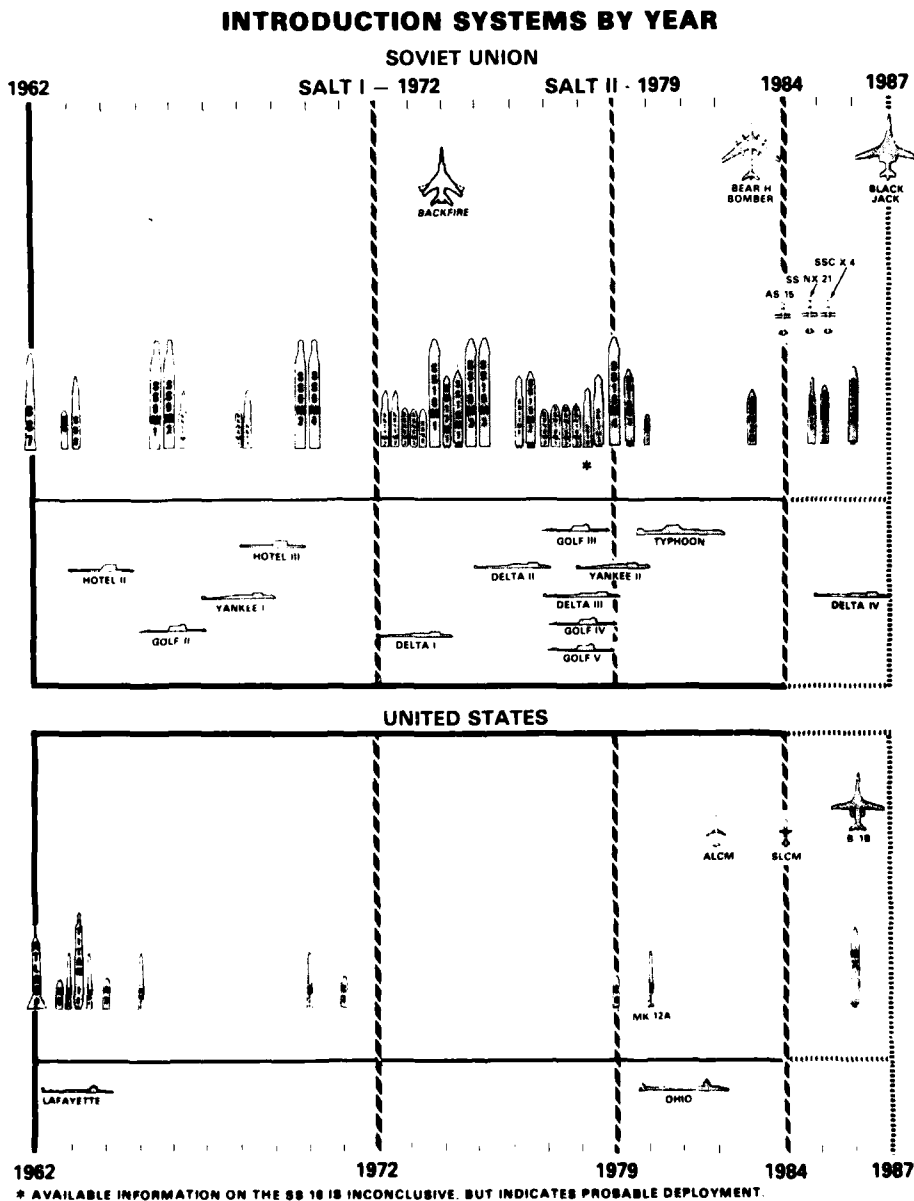 INTRODUCTION SYSTEMS BY YEAR
SOVIET UNION
1962 SALT I – 1972 SALT II - 1979 1984 1987
BACKFIRE
BEAR H
BOMBER
BLACK
JACK
SSC X 4
SS NX 21
AS 15
*
GOLF III
TYPHOON
HOTEL III
HOTEL II
DELTA II
YANKEE II
YANKEE I
DELTA III
DELTA IV
GOLF II
DELTA I
GOLF IV
GOLF V
UNITED STATES
ALCM
SLCM
B 1B
MK 12A
LAFAYETTE
OHIO
1962 1972 1979 1984 1987
* AVAILABLE INFORMATION ON THE SS 16 IS INCONCLUSIVE, BUT INDICATES PROBABLE DEPLOYMENT.